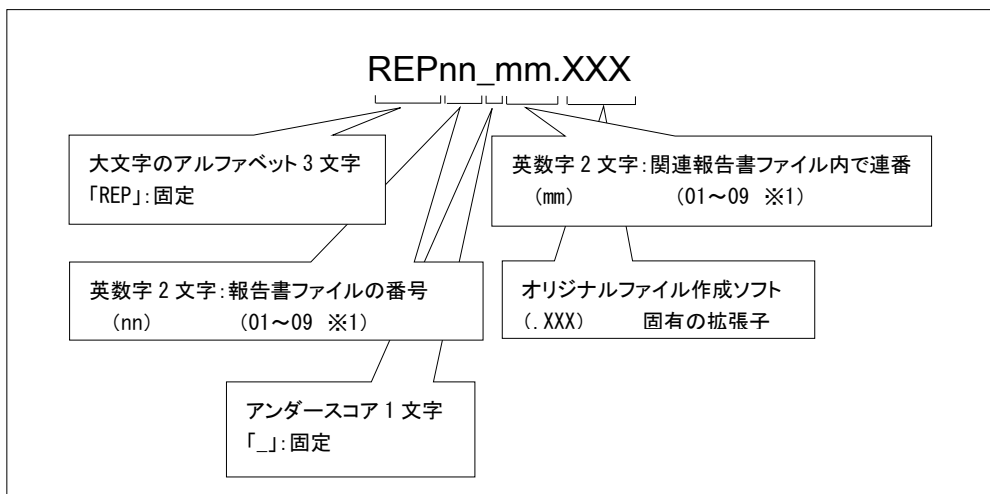 REPnn_mm.XXX
大文字のアルファベット 3 文字
「REP」:固定
英数字 2 文字:関連報告書ファイル内で連番
(mm) (01～09 ※1)
英数字 2 文字:報告書ファイルの番号
(nn) (01～09 ※1)
オリジナルファイル作成ソフト
(.XXX) 固有の拡張子
アンダースコア 1 文字
「_」:固定